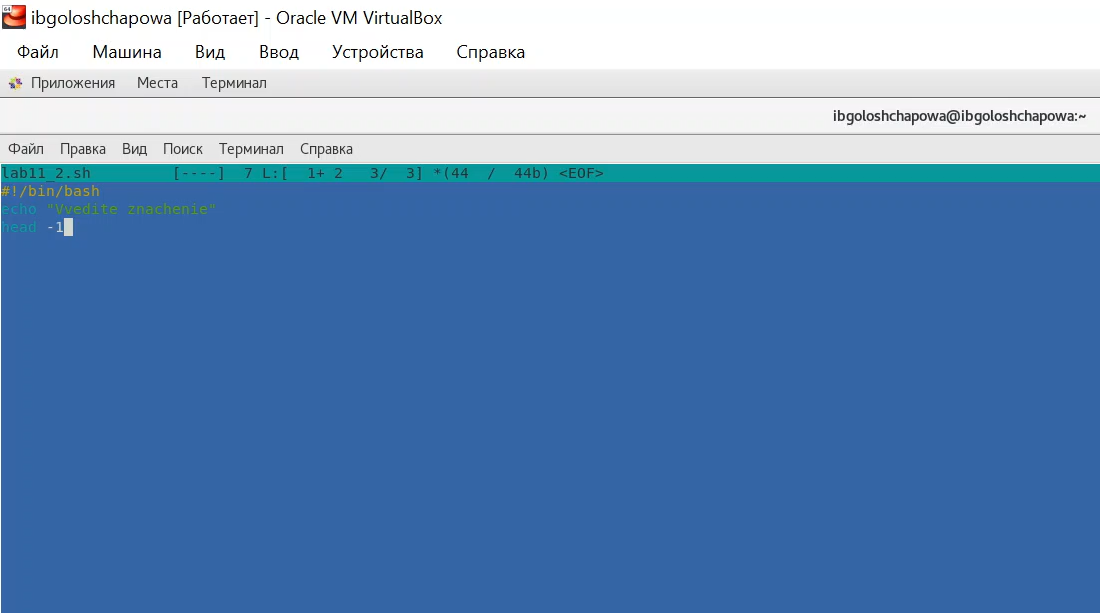 64
ibgoloshchapowa [Работает] - Oracle VM VirtualBox
Файл Машина Вид Ввод Устройства Справка
Приложения Места Терминал
ibgoloshchapowa@ibgoloshchapowa:~
Файл Правка Вид Поиск Терминал Справка
lab11_2.sh [----] 7 L:[ 1+ 2 3/ 3] *(44 / 44b) <EOF>
#!/bin/bash
echo "Vvedite znachenie"
head -1